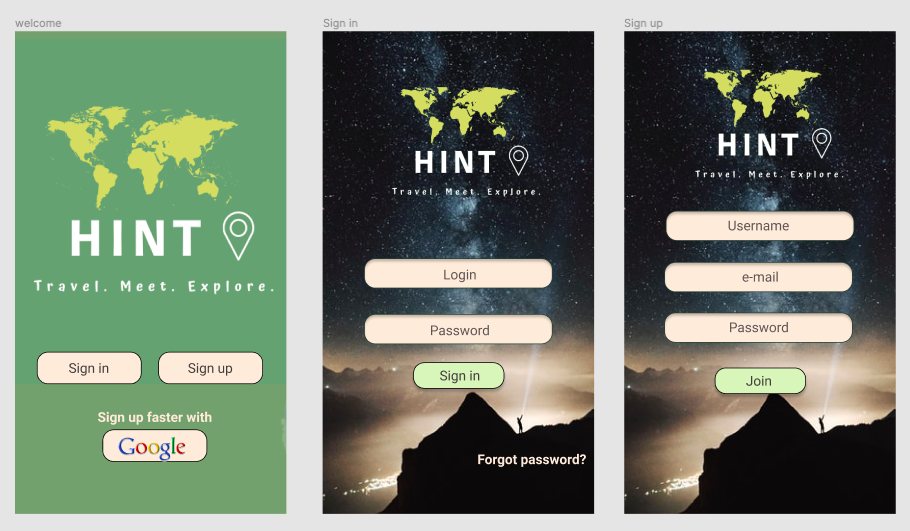 welcome
HINT
Travel. Meet. Explore.
Sign in
Sign up
Sign up faster with
Google
Sign in
HINT
Travel. Meet. Explore.
Login
Password
Sign in
Forgot password?
Sign up
HINT
Travel. Meet. Explore.
Username
e-mail
Password
Join